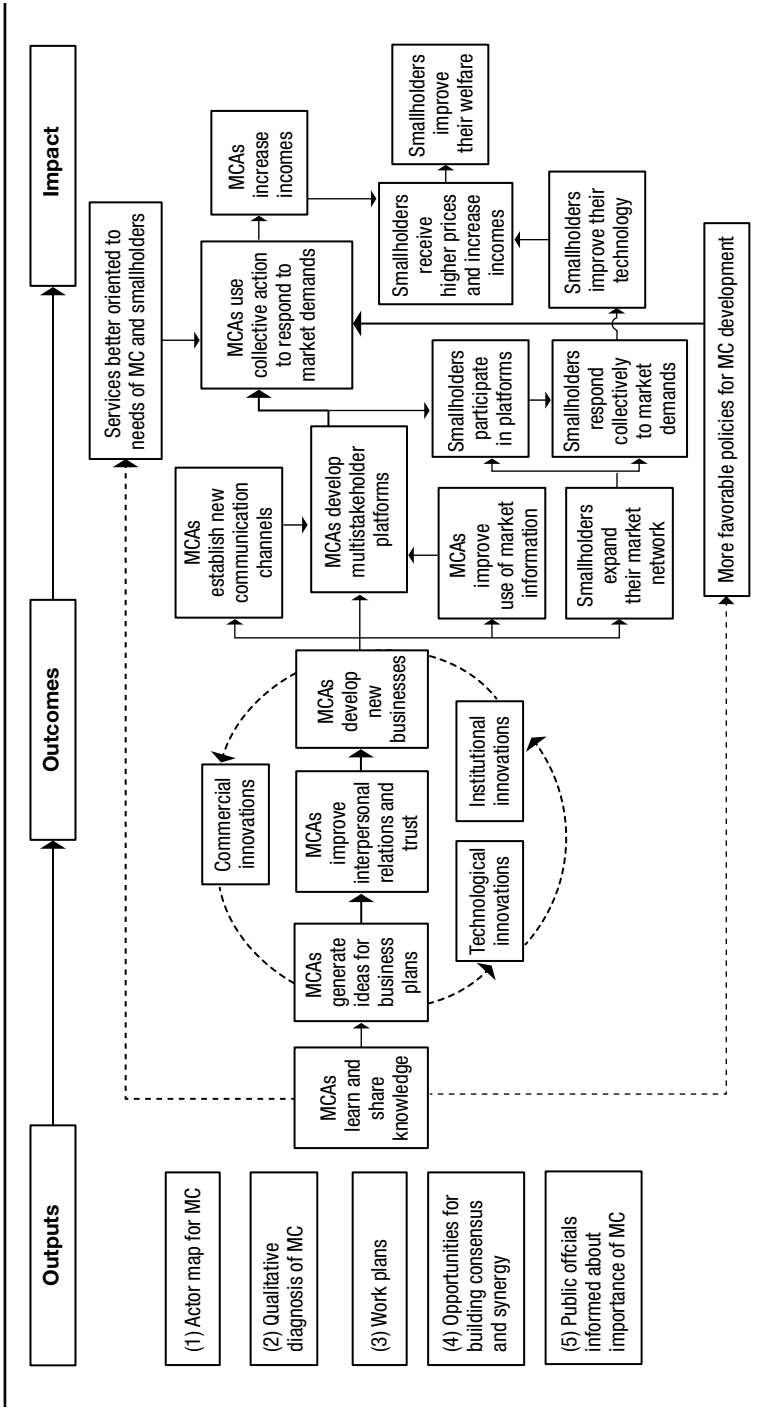 Outputs
Outcomes
Impact
(1) Actor map for MC
(2) Qualitative
diagnosis of MC
(3) Work plans
(4) Opportunities for
building consensus
and synergy
(5) Public offcials
informed about
importance of MC
MCAs
learn and
share
knowledge
MCAs
generate
ideas for
business
plans
MCAs
improve
interpersonal
relations and
trust
MCAs
develop
new
businesses
Commercial
innovations
Technological
innovations
Institutional
innovations
MCAs
establish new
communication
channels
MCAs develop
multistakeholder
platforms
MCAs
improve
use of market
information
Smallholders
expand
their market
network
Services better oriented to
needs of MC and smallholders
MCAs use
collective action
to respond to
market demands
Smallholders
participate
in platforms
Smallholders
respond
collectively
to market
demands
More favorable policies for MC development
MCAs
increase
incomes
Smallholders
receive
higher prices
and increase
incomes
Smallholders
improve their
technology
Smallholders
improve
their welfare